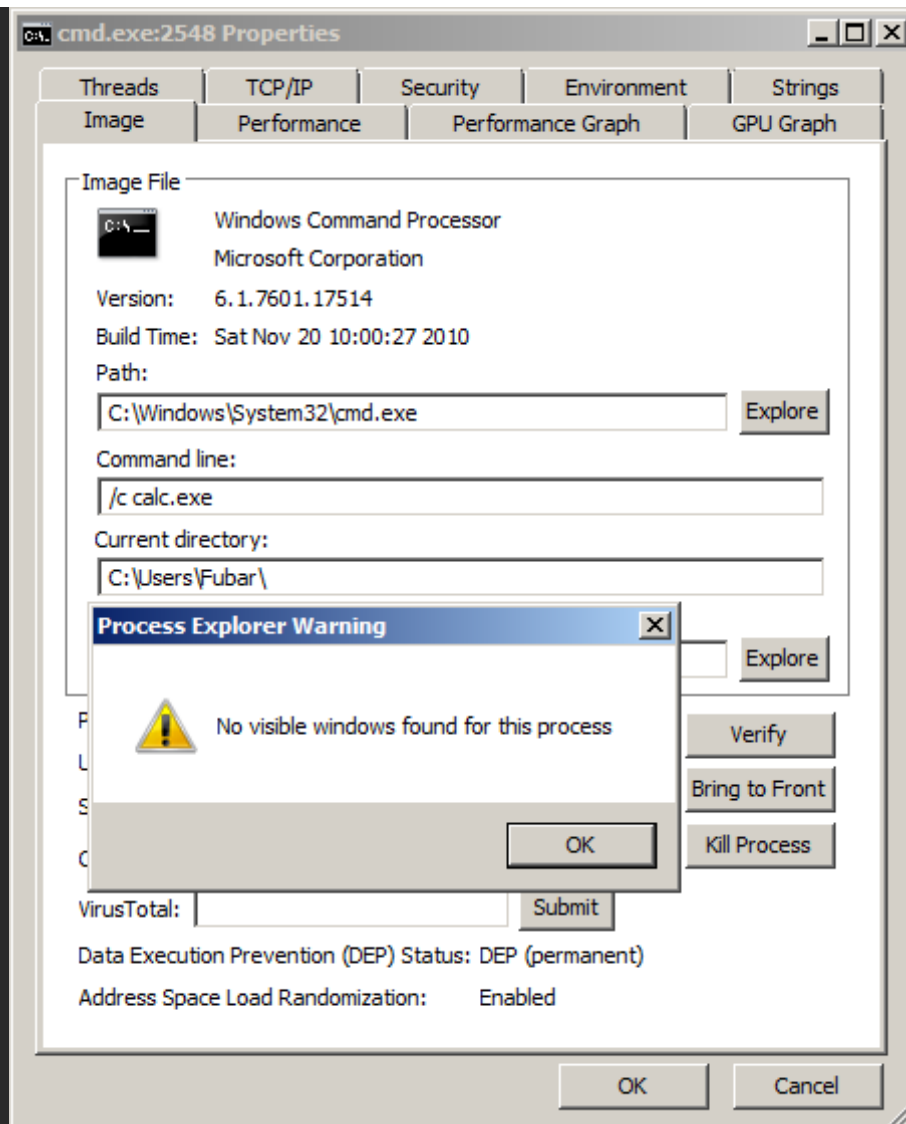 cmd.exe:2548 Properties
Threads TCP/IP Security Environment Strings
Image Performance Performance Graph GPU Graph
Image File
Windows Command Processor
Microsoft Corporation
Version: 6.1.7601.17514
Build Time: Sat Nov 20 10:00:27 2010
Path:
C:\Windows\System32\cmd.exe Explore
Command line:
/c calc.exe
Current directory:
C:\Users\Fubar\
Process Explorer Warning
Explore
No visible windows found for this process
Verify
Bring to Front
OK Kill Process
VirusTotal: Submit
Data Execution Prevention (DEP) Status: DEP (permanent)
Address Space Load Randomization: Enabled
OK Cancel